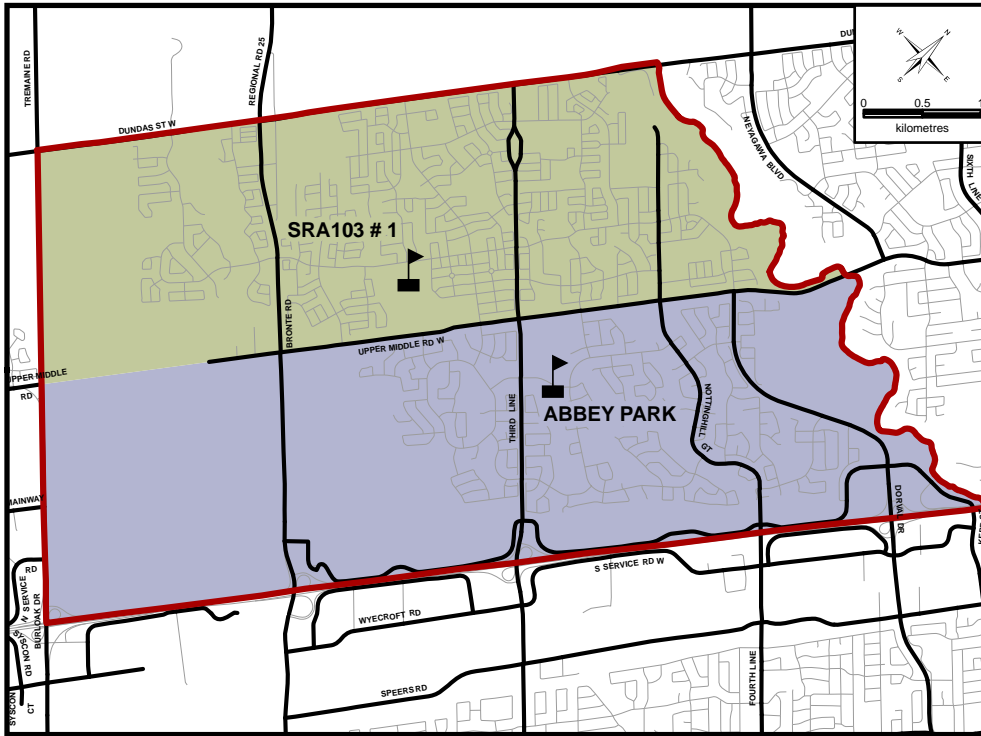 TREMAINE RD
REGIONAL RD 25
DUNDAS ST W
N
E
S
W
0 0.5 1
kilometres
NEYAGAWA BLVD
SIXTH LINE
SRA103 # 1
BRONTE RD
UPPER MIDDLE RD W
UPPER MIDDLE
RD
THIRD LINE
ABBEY PARK
NOTTINGHILL
GT
MAINWAY
DORVAL DR
N SERVICE
RD
BURLOAK DR
S SERVICE RD W
WYECROFT RD
SYSCON RD
SYSCON
CT
SPEERS RD
FOURTH LINE